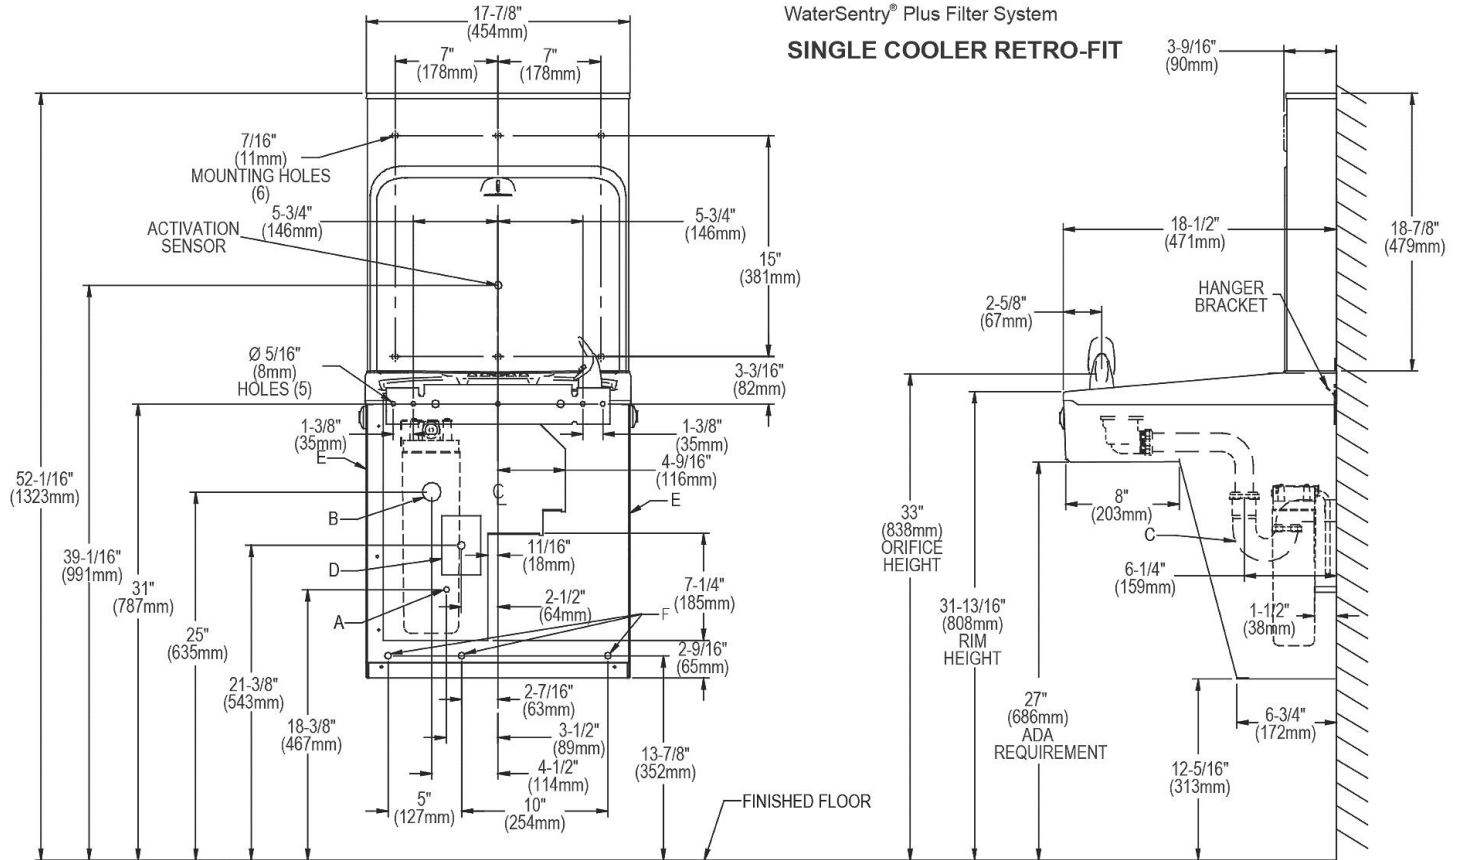 WaterSentry® Plus Filter System
SINGLE COOLER RETRO-FIT
17-7/8"
(454mm)
7"
(178mm)
7"
(178mm)
3-9/16"
(90mm)
7/16"
(11mm)
MOUNTING HOLES
(6)
5-3/4"
(146mm)
5-3/4"
(146mm)
ACTIVATION
SENSOR
15"
(381mm)
18-1/2"
(471mm)
18-7/8"
(479mm)
HANGER
BRACKET
2-5/8"
(67mm)
Ø 5/16"
(8mm)
HOLES (5)
3-3/16"
(82mm)
1-3/8"
(35mm)
1-3/8"
(35mm)
E
4-9/16"
(116mm)
52-1/16"
(1323mm)
C
E
B
8"
(203mm)
33"
(838mm)
ORIFICE
HEIGHT
C
39-1/16"
(991mm)
11/16"
(18mm)
D
6-1/4"
(159mm)
31"
(787mm)
7-1/4"
(185mm)
2-1/2"
(64mm)
F
A
31-13/16"
(808mm)
RIM
HEIGHT
1-1/2"
(38mm)
25"
(635mm)
2-9/16"
(65mm)
21-3/8"
(543mm)
2-7/16"
(63mm)
27"
(686mm)
ADA
REQUIREMENT
6-3/4"
(172mm)
18-3/8"
(467mm)
3-1/2"
(89mm)
13-7/8"
(352mm)
4-1/2"
(114mm)
12-5/16"
(313mm)
5"
(127mm)
10"
(254mm)
FINISHED FLOOR